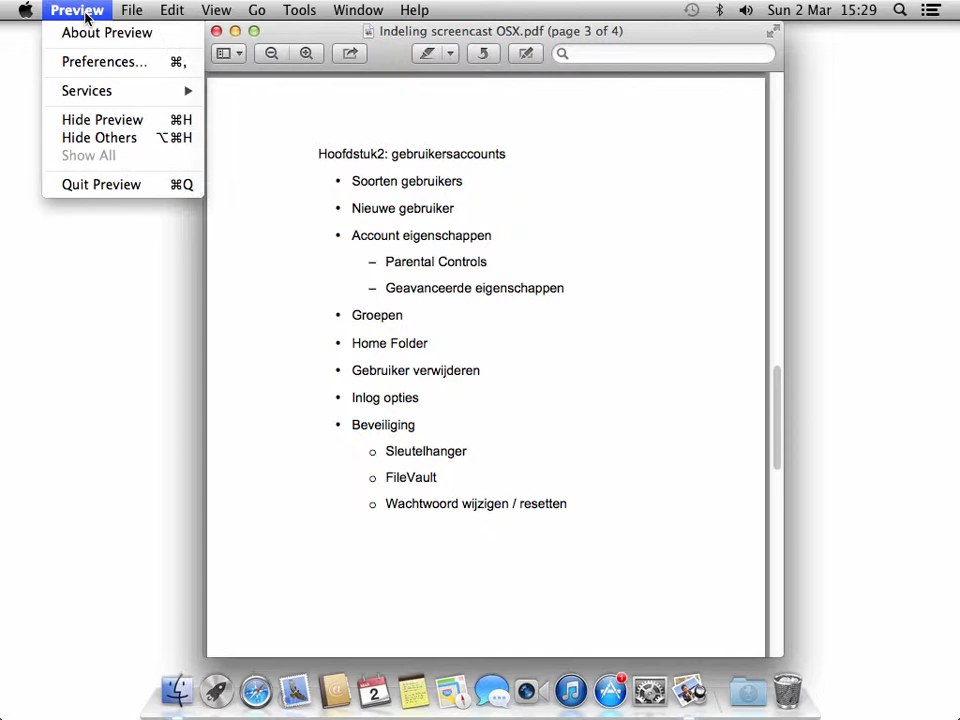 Preview File Edit View Go Tools Window Help Sun 2 Mar 15:29
About Preview
Preferences... ⌘,
Services
Hide Preview ⌘H
Hide Others ⌥⌘H
Show All
Quit Preview ⌘Q
Indeling screencast OSX.pdf (page 3 of 4)
Hoofdstuk2: gebruikersaccounts
• Soorten gebruikers
• Nieuwe gebruiker
• Account eigenschappen
– Parental Controls
– Geavanceerde eigenschappen
• Groepen
• Home Folder
• Gebruiker verwijderen
• Inlog opties
• Beveiliging
o Sleutelhanger
o FileVault
o Wachtwoord wijzigen / resetten
MAR
2
1